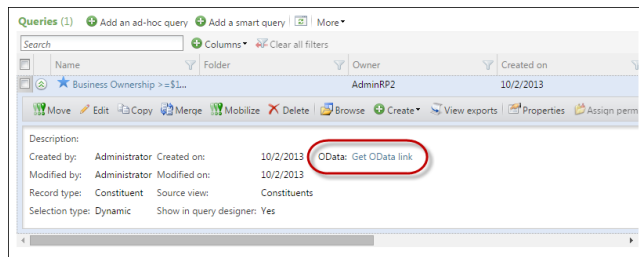 Queries (1) Add an ad-hoc query Add a smart query More
Search Columns Clear all filters
Name Folder Owner Created on
Business Ownership >=$1... AdminRP2 10/2/2013
Move Edit Copy Merge Mobilize Delete Browse Create View exports Properties Assign perm
Description:
Created by: Administrator Created on: 10/2/2013 OData: Get OData link
Modified by: Administrator Modified on: 10/2/2013
Record type: Constituent Source view: Constituents
Selection type: Dynamic Show in query designer: Yes